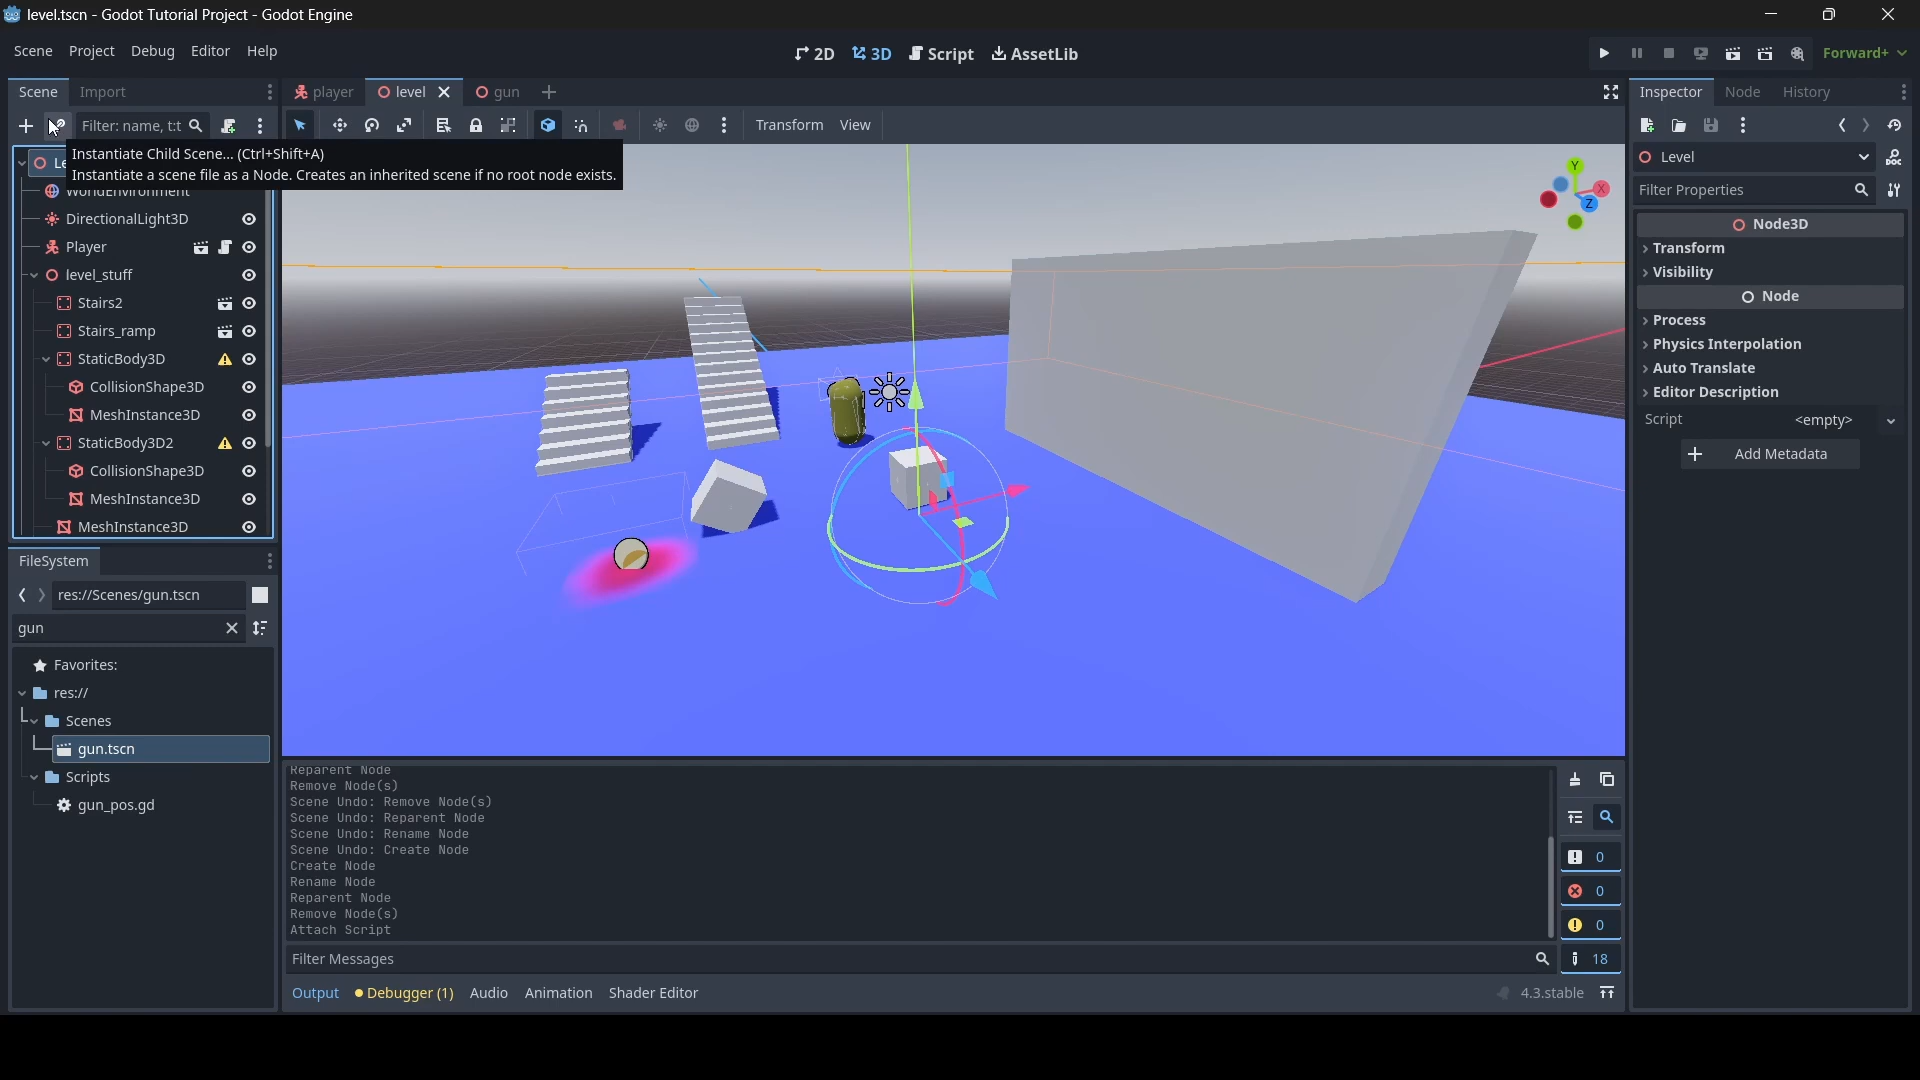 level.tscn - Godot Tutorial Project - Godot Engine
Scene Project Debug Editor Help
2D 3D Script AssetLib
Forward+
Scene Import
player level gun
Inspector Node History
Filter: name, t:t
Transform View
Instantiate Child Scene... (Ctrl+Shift+A)
Instantiate a scene file as a Node. Creates an inherited scene if no root node exists.
Level
WorldEnvironment
Filter Properties
DirectionalLight3D
Player
level_stuff
Stairs2
Stairs_ramp
StaticBody3D
CollisionShape3D
MeshInstance3D
StaticBody3D2
CollisionShape3D
MeshInstance3D
MeshInstance3D
Y
X
Z
Node3D
Transform
Visibility
Node
Process
Physics Interpolation
Auto Translate
Editor Description
Script <empty>
Add Metadata
FileSystem
res://Scenes/gun.tscn
gun
Favorites:
res://
Scenes
gun.tscn
Scripts
gun_pos.gd
Reparent Node
Remove Node(s)
Scene Undo: Remove Node(s)
Scene Undo: Reparent Node
Scene Undo: Rename Node
Scene Undo: Create Node
Create Node
Rename Node
Reparent Node
Remove Node(s)
Attach Script
0
0
0
18
Filter Messages
Output Debugger (1) Audio Animation Shader Editor
4.3.stable